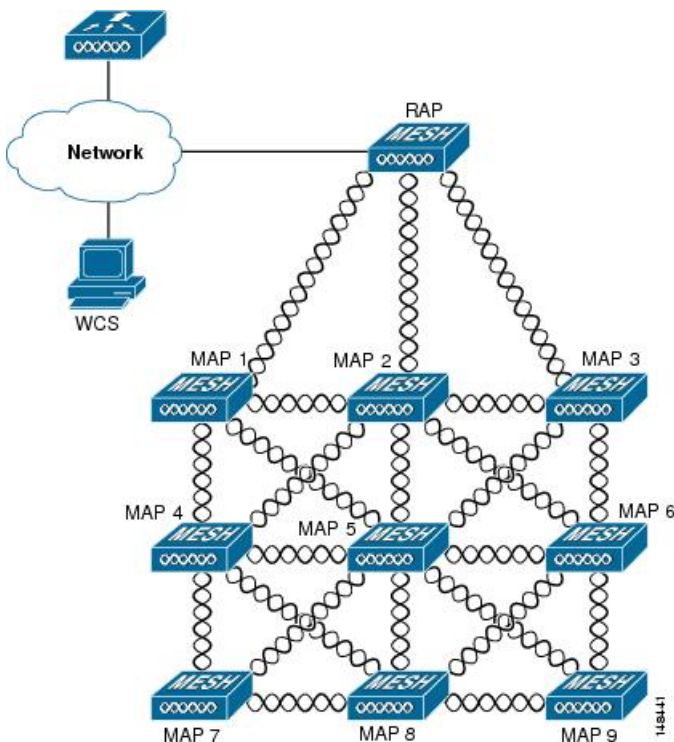 RAP
MESH
Network
WCS
MAP 1
MAP 2
MAP 3
MESH
MESH
MESH
MAP 4
MAP 5
MAP 6
MESH
MESH
MESH
MESH
MESH
MESH
MAP 7
MAP 8
MAP 9
148441